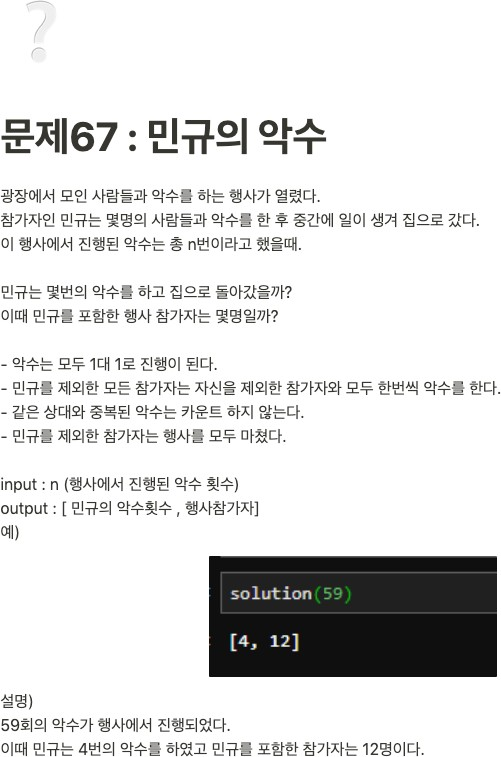 ?
문제67 : 민규의 악수
광장에서 모인 사람들과 악수를 하는 행사가 열렸다.
참가자인 민규는 몇명의 사람들과 악수를 한 후 중간에 일이 생겨 집으로 갔다.
이 행사에서 진행된 악수는 총 n번이라고 했을때.
민규는 몇번의 악수를 하고 집으로 돌아갔을까?
이때 민규를 포함한 행사 참가자는 몇명일까?
- 악수는 모두 1대 1로 진행이 된다.
- 민규를 제외한 모든 참가자는 자신을 제외한 참가자와 모두 한번씩 악수를 한다.
- 같은 상대와 중복된 악수는 카운트 하지 않는다.
- 민규를 제외한 참가자는 행사를 모두 마쳤다.
input : n (행사에서 진행된 악수 횟수)
output : [ 민규의 악수횟수 , 행사참가자]
예)
solution(59)
[4, 12]
설명)
59회의 악수가 행사에서 진행되었다.
이때 민규는 4번의 악수를 하였고 민규를 포함한 참가자는 12명이다.